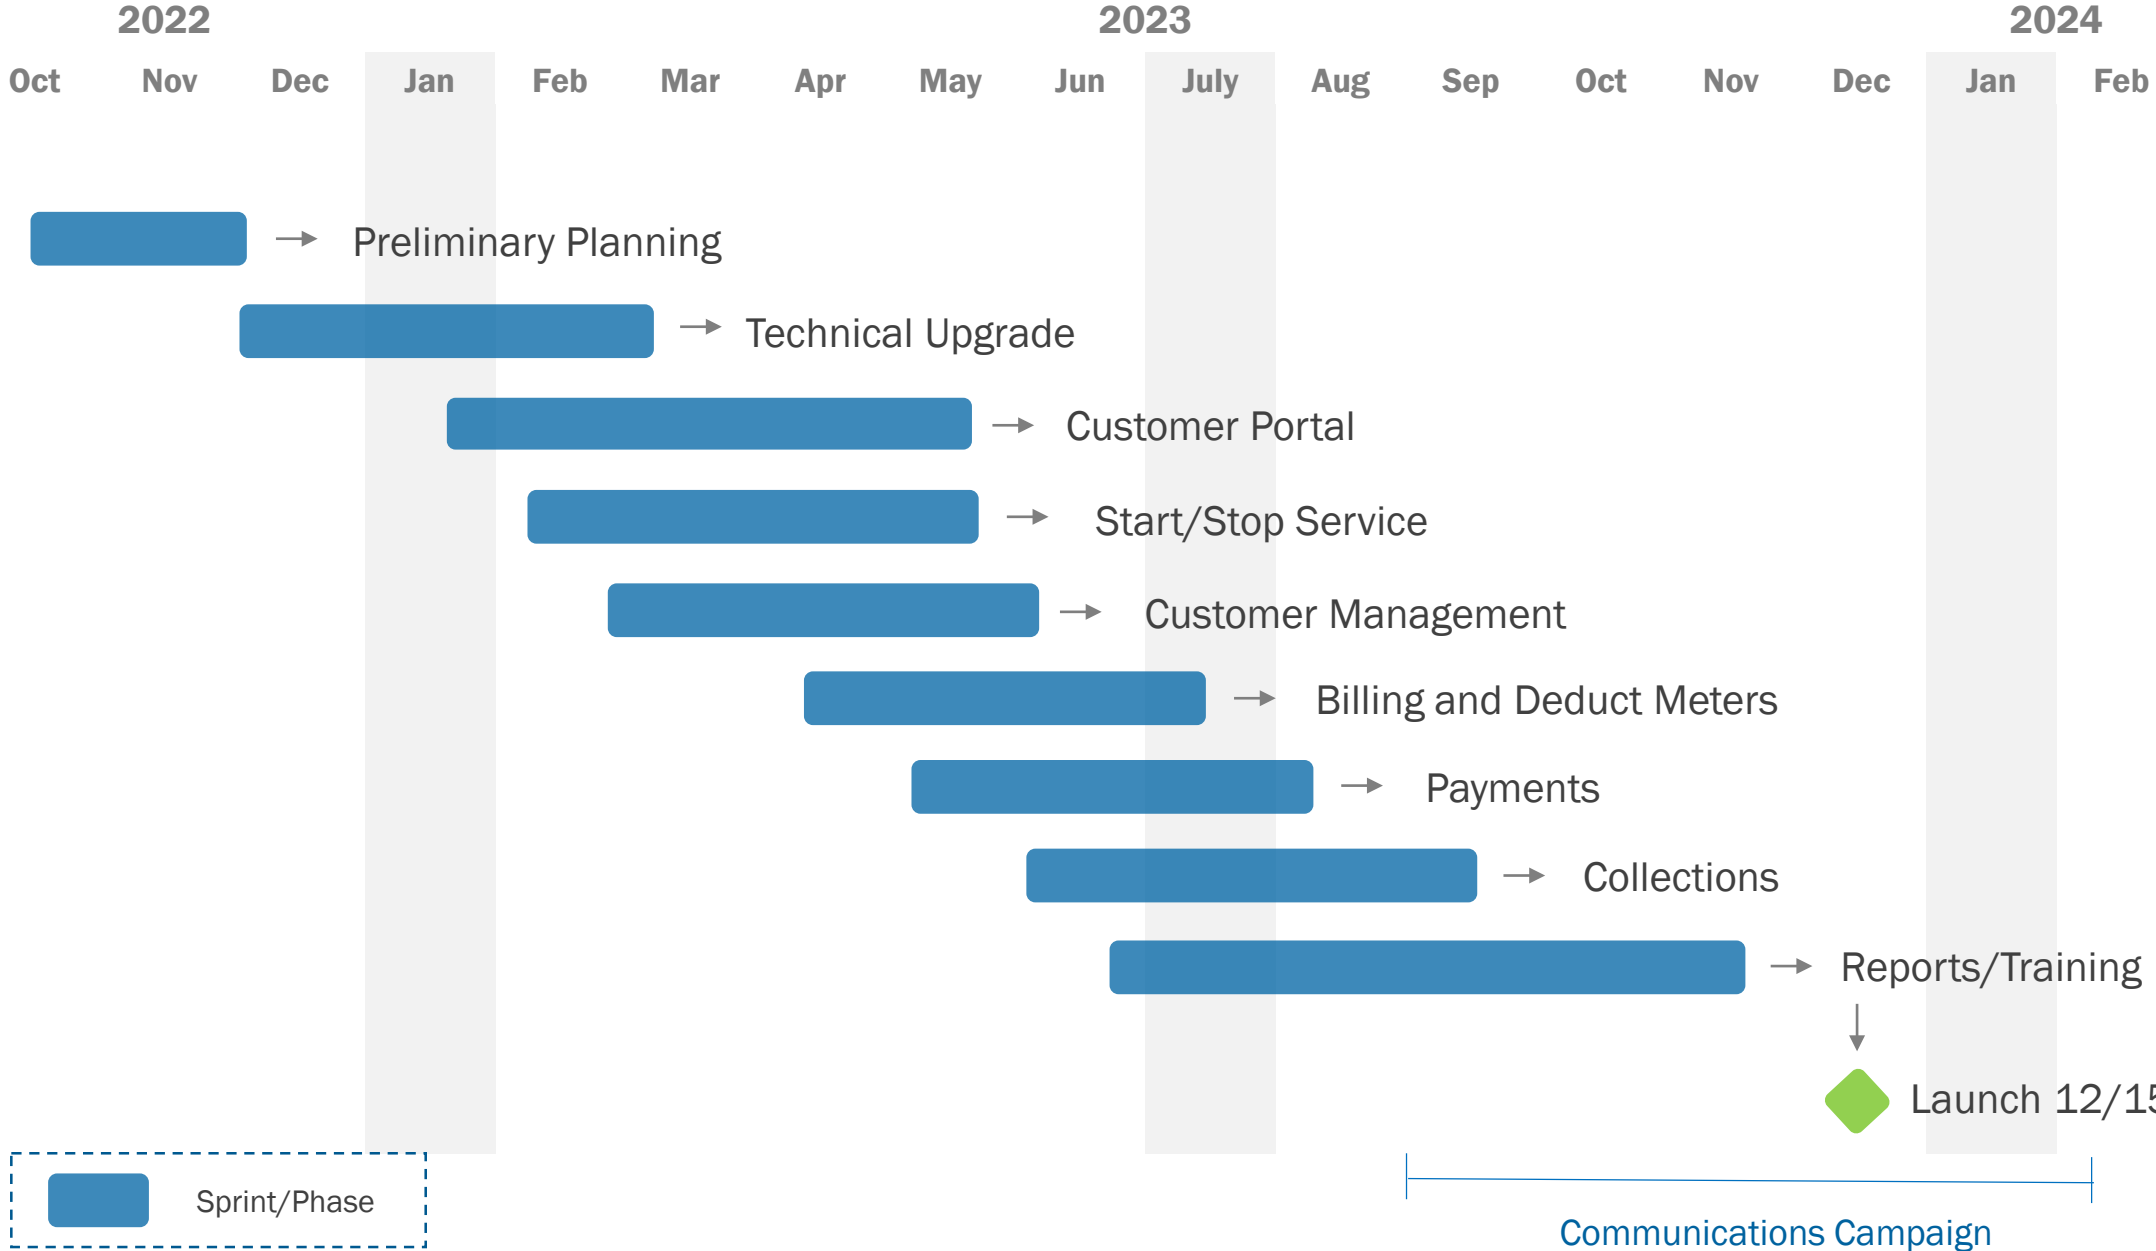 2022 2023 2024
Oct Nov Dec Jan Feb Mar Apr May Jun July Aug Sep Oct Nov Dec Jan Feb
Preliminary Planning
Technical Upgrade
Customer Portal
Start/Stop Service
Customer Management
Billing and Deduct Meters
Payments
Collections
Reports/Training
Launch 12/15
Sprint/Phase
Communications Campaign